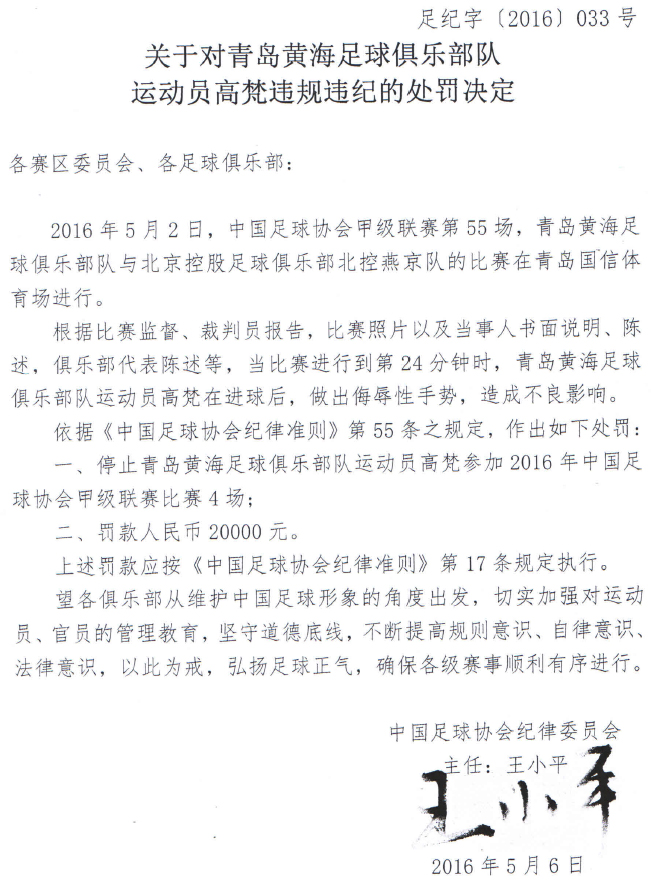 足纪字〔2016〕033 号
关于对青岛黄海足球俱乐部队
运动员高梵违规违纪的处罚决定
各赛区委员会、各足球俱乐部:
2016 年 5 月 2 日，中国足球协会甲级联赛第 55 场，青岛黄海足
球俱乐部队与北京控股足球俱乐部北控燕京队的比赛在青岛国信体
育场进行。
根据比赛监督、裁判员报告，比赛照片以及当事人书面说明、陈
述，俱乐部代表陈述等，当比赛进行到第 24 分钟时，青岛黄海足球
俱乐部队运动员高梵在进球后，做出侮辱性手势，造成不良影响。
依据《中国足球协会纪律准则》第 55 条之规定，作出如下处罚:
一、停止青岛黄海足球俱乐部队运动员高梵参加 2016 年中国足
球协会甲级联赛比赛 4 场;
二、罚款人民币 20000 元。
上述罚款应按《中国足球协会纪律准则》第 17 条规定执行。
望各俱乐部从维护中国足球形象的角度出发，切实加强对运动
员、官员的管理教育，坚守道德底线，不断提高规则意识、自律意识、
法律意识，以此为戒，弘扬足球正气，确保各级赛事顺利有序进行。
中国足球协会纪律委员会
主任: 王小平
王小平
2016 年 5 月 6 日